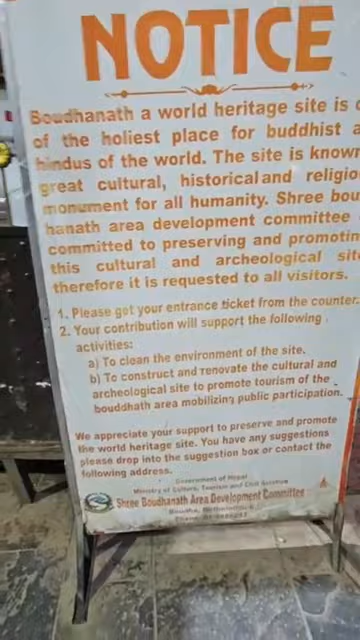 NOTICE
Boudhanath a world heritage site is
of the holiest place for buddhist
hindus of the world. The site is known
great cultural, historical and religio
monument for all humanity. Shree bou
hanath area development committee
committed to preserving and promotin
this cultural and archeological site
therefore it is requested to all visitors.
1. Please got your entrance ticket from the counter.
2. Your contribution will support the following
activities:
a) To clean the environment of the site.
b) To construct and renovate the cultural and
archeological site to promote tourism of the
bouddhath area mobilizing public participation.
We appreciate your support to preserve and promote
the world heritage site. You have any suggestions
please drop into the suggestion box or contact the
following address.
Government of Nepal
Ministry of Culture, Tourism and Civil Aviation
Shree Boudhanath Area Development Committee
Boudha,
Phone: